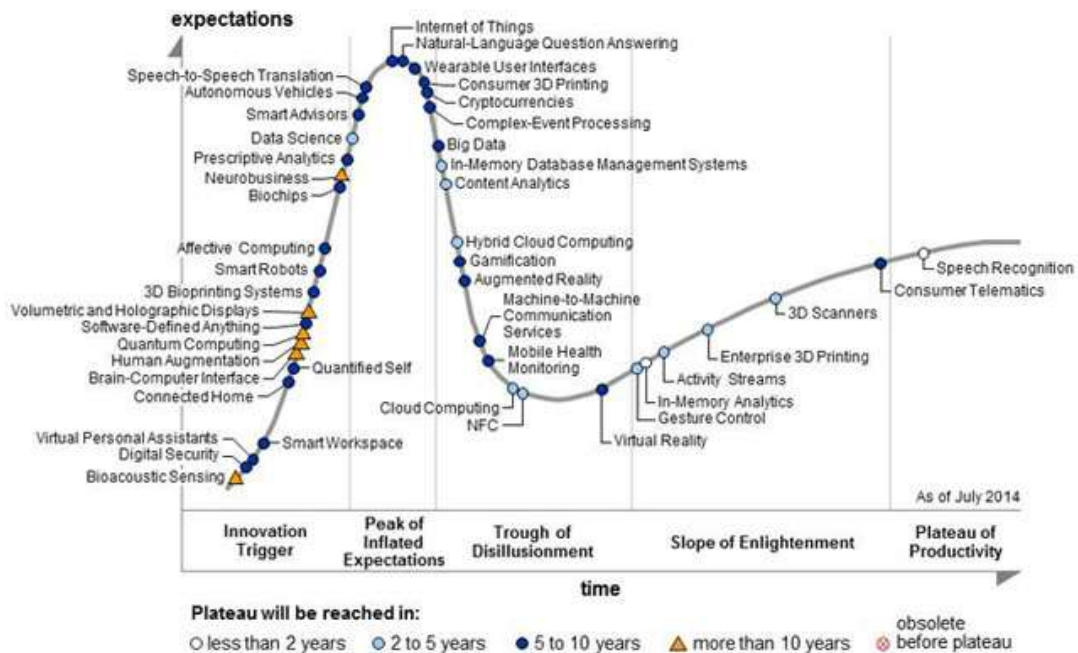 expectations
Internet of Things
Natural-Language Question Answering
Wearable User Interfaces
Speech-to-Speech Translation
Consumer 3D Printing
Autonomous Vehicles
Cryptocurrencies
Smart Advisors
Complex-Event Processing
Data Science
Big Data
Prescriptive Analytics
In-Memory Database Management Systems
Neurobusiness
Content Analytics
Biochips
Affective Computing
Hybrid Cloud Computing
Gamification
Smart Robots
Augmented Reality
3D Bioprinting Systems
Machine-to-Machine
Communication
Services
Volumetric and Holographic Displays
Software-Defined Anything
Quantum Computing
Mobile Health
Monitoring
Human Augmentation
Brain-Computer Interface
Quantified Self
Connected Home
Cloud Computing
NFC
Virtual Personal Assistants
Smart Workspace
Digital Security
Bioacoustic Sensing
Virtual Reality
Gesture Control
In-Memory Analytics
Activity Streams
Enterprise 3D Printing
3D Scanners
Consumer Telematics
Speech Recognition
As of July 2014
Innovation
Trigger
Peak of
Inflated
Expectations
Trough of
Disillusionment
Slope of Enlightenment
Plateau of
Productivity
time
Plateau will be reached in:
less than 2 years
2 to 5 years
5 to 10 years
more than 10 years
obsolete
before plateau